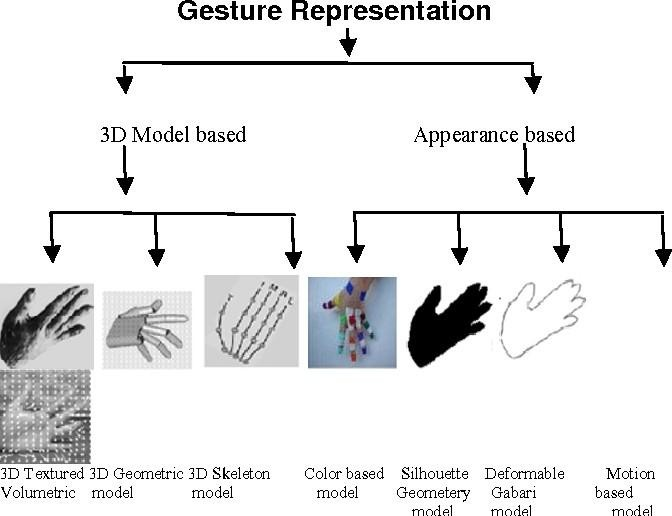 Gesture Representation
3D Model based
Appearance based
3D Textured
Volumetric
3D Geometric
model
3D Skeleton
model
Color based
model
Silhouette
Geometery
model
Deformable
Gabari
model
Motion
based
model